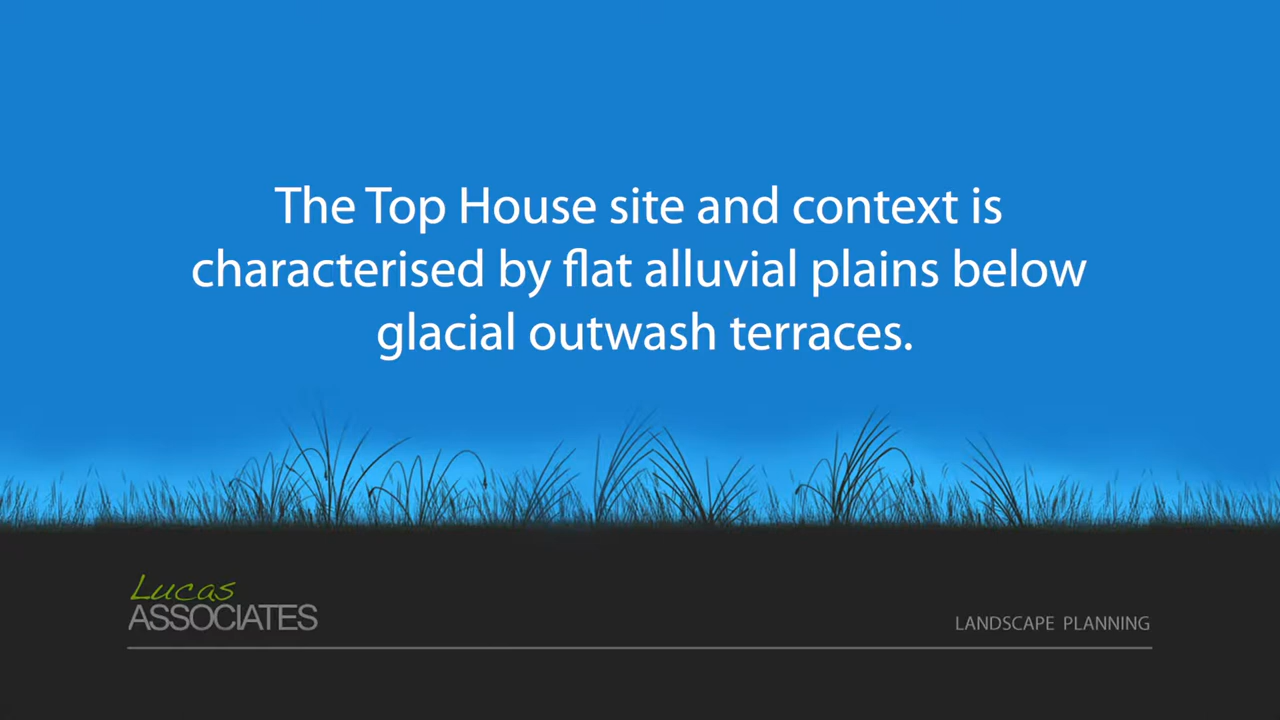 The Top House site and context is
characterised by flat alluvial plains below
glacial outwash terraces.
Lucas
ASSOCIATES
LANDSCAPE PLANNING